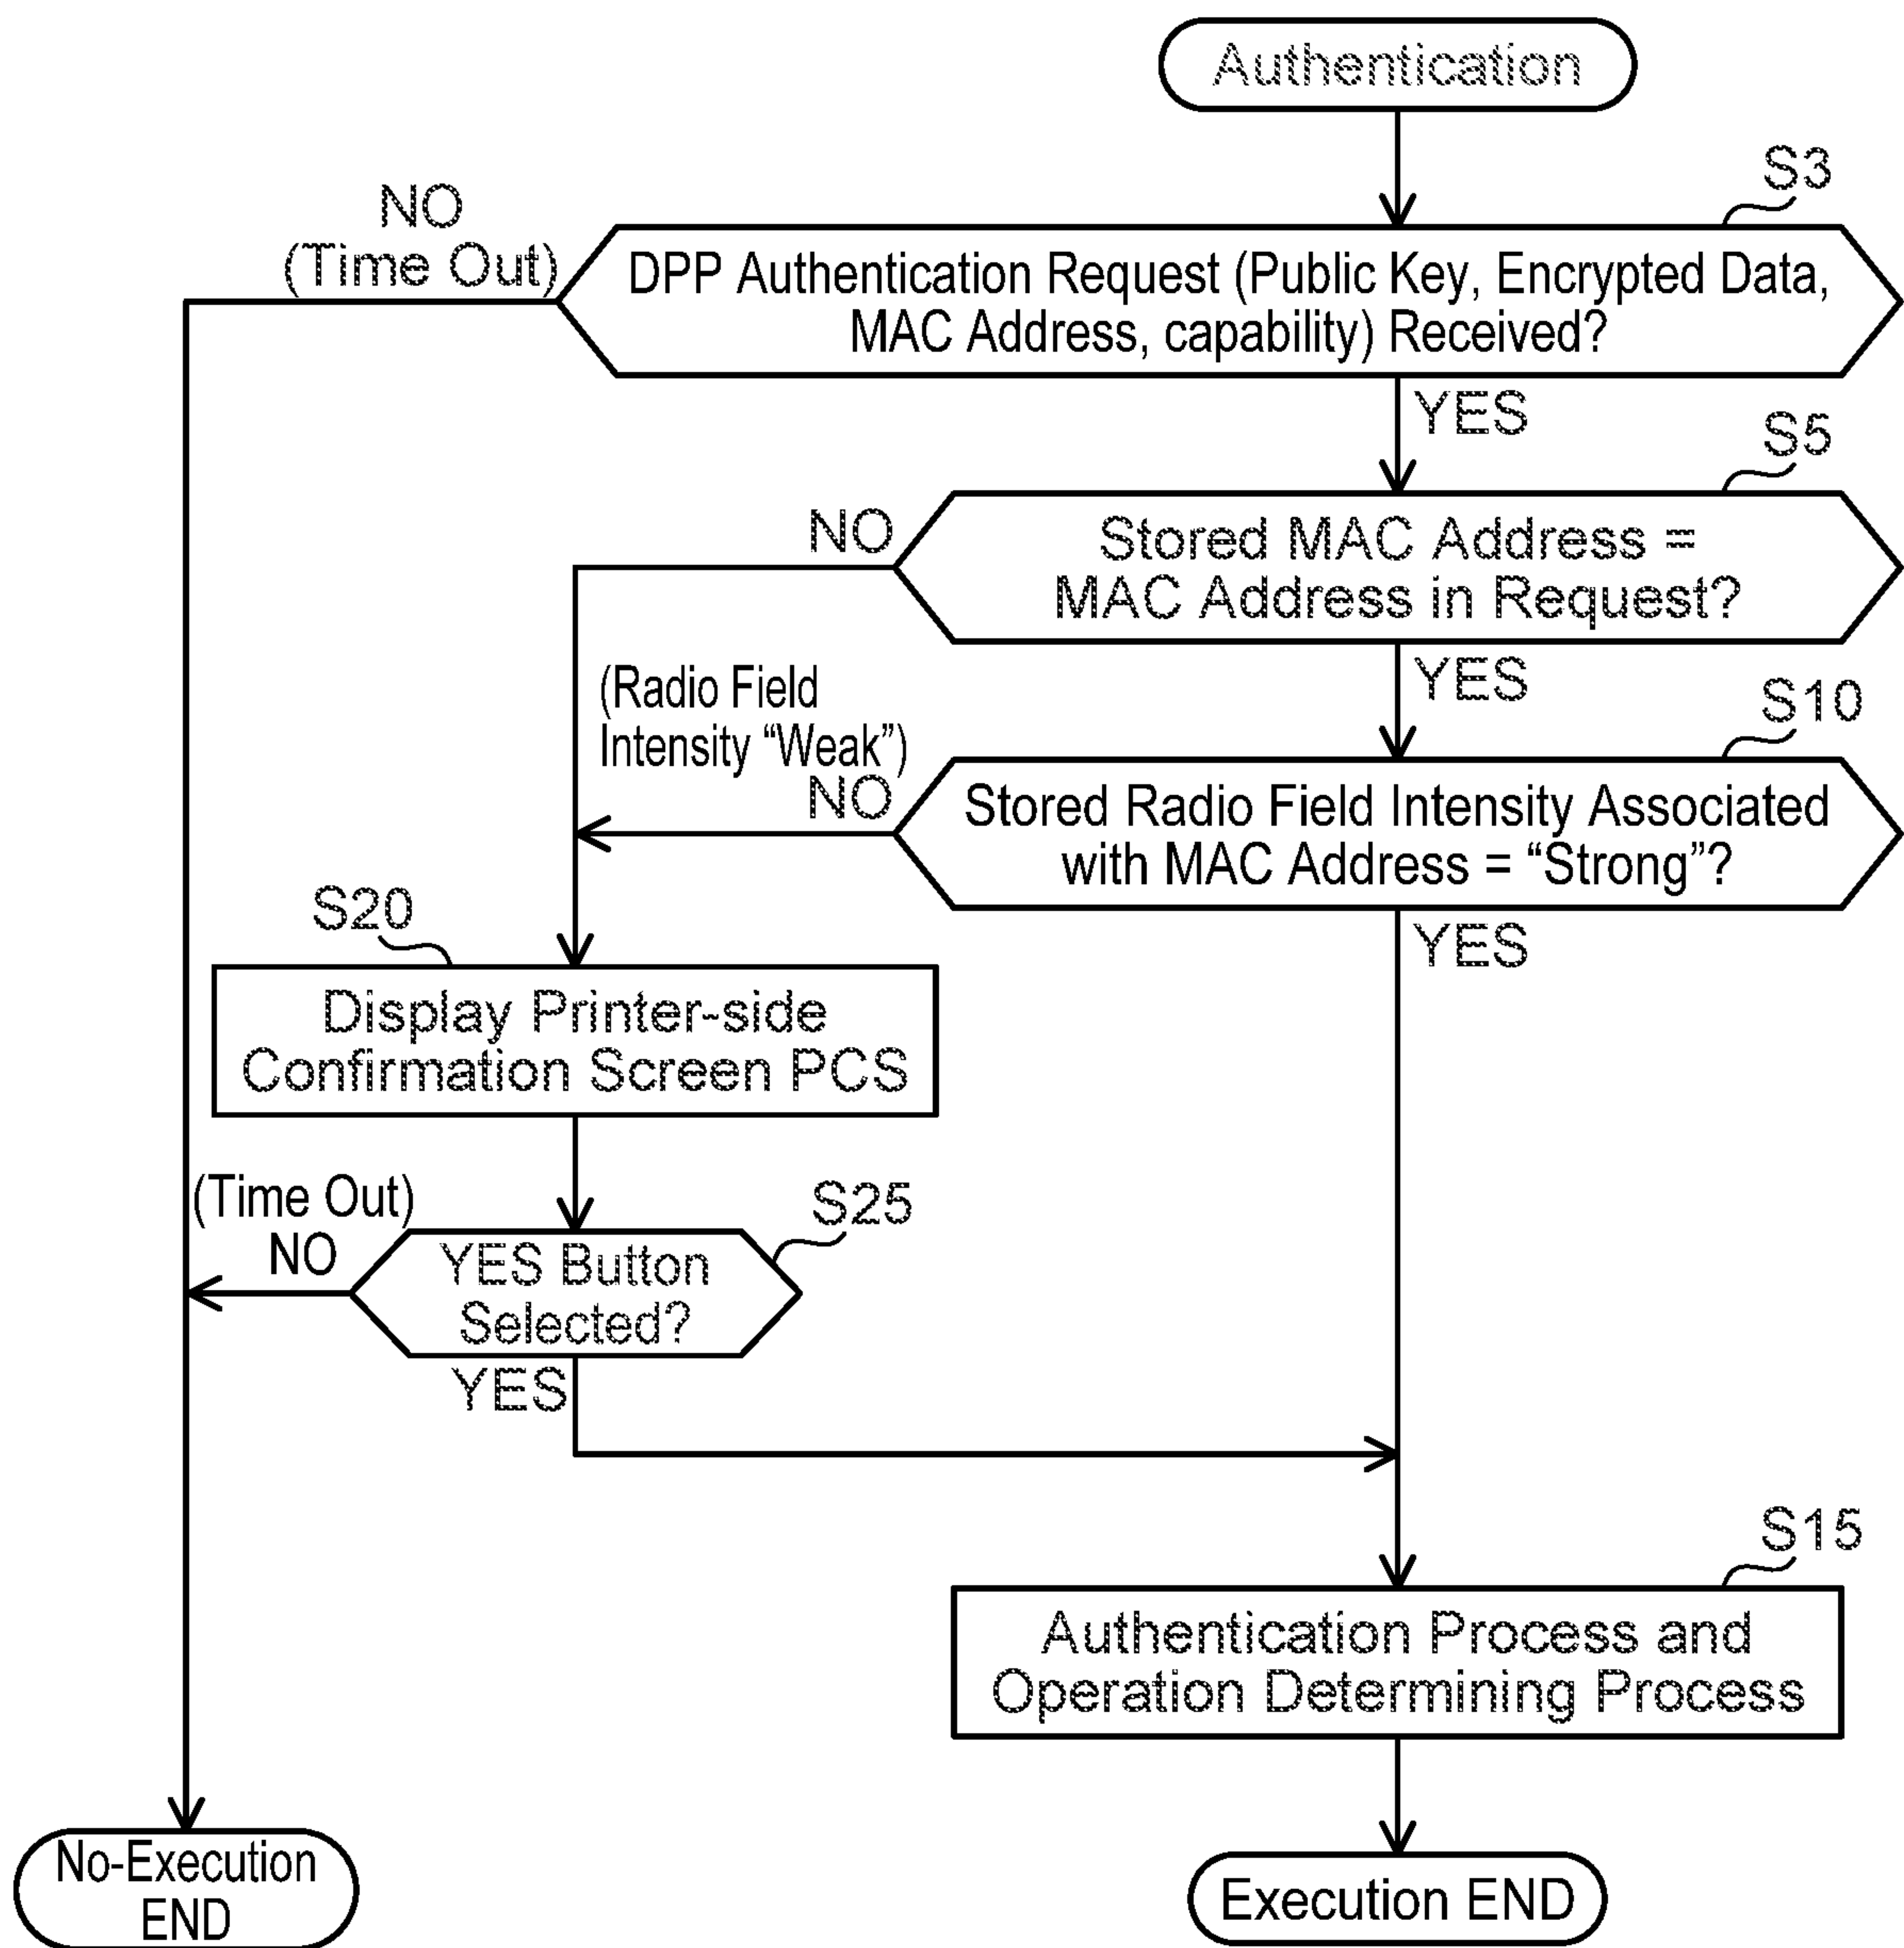 Authentication
S3
NO
(Time Out)
DPP Authentication Request (Public Key, Encrypted Data,
MAC Address, capability) Received?
YES
S5
NO
Stored MAC Address =
MAC Address in Request?
YES
(Radio Field
Intensity “Weak”)
NO
S10
Stored Radio Field Intensity Associated
with MAC Address = “Strong”?
YES
S20
Display Printer-side
Confirmation Screen PCS
(Time Out)
NO
S25
YES Button
Selected?
YES
S15
Authentication Process and
Operation Determining Process
No-Execution
END
Execution END